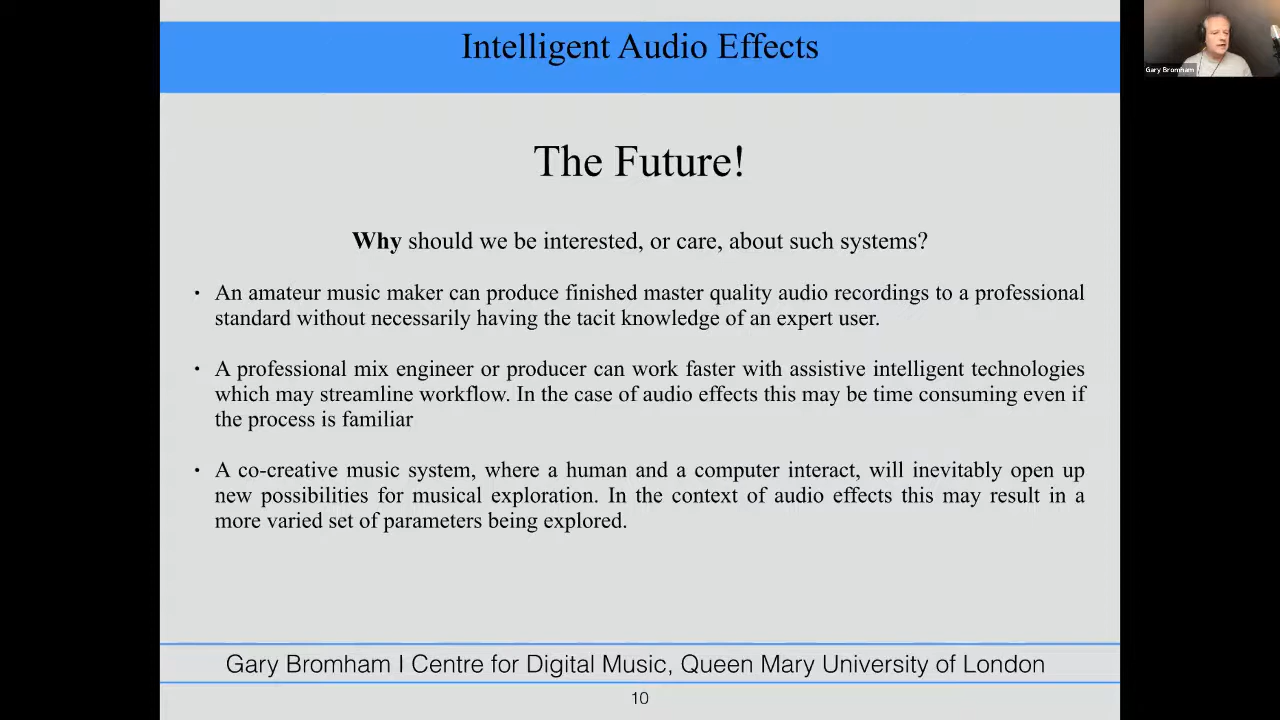 Intelligent Audio Effects
Gary Bromham
The Future!
Why should we be interested, or care, about such systems?
• An amateur music maker can produce finished master quality audio recordings to a professional
standard without necessarily having the tacit knowledge of an expert user.
• A professional mix engineer or producer can work faster with assistive intelligent technologies
which may streamline workflow. In the case of audio effects this may be time consuming even if
the process is familiar
• A co-creative music system, where a human and a computer interact, will inevitably open up
new possibilities for musical exploration. In the context of audio effects this may result in a
more varied set of parameters being explored.
Gary Bromham I Centre for Digital Music, Queen Mary University of London
10